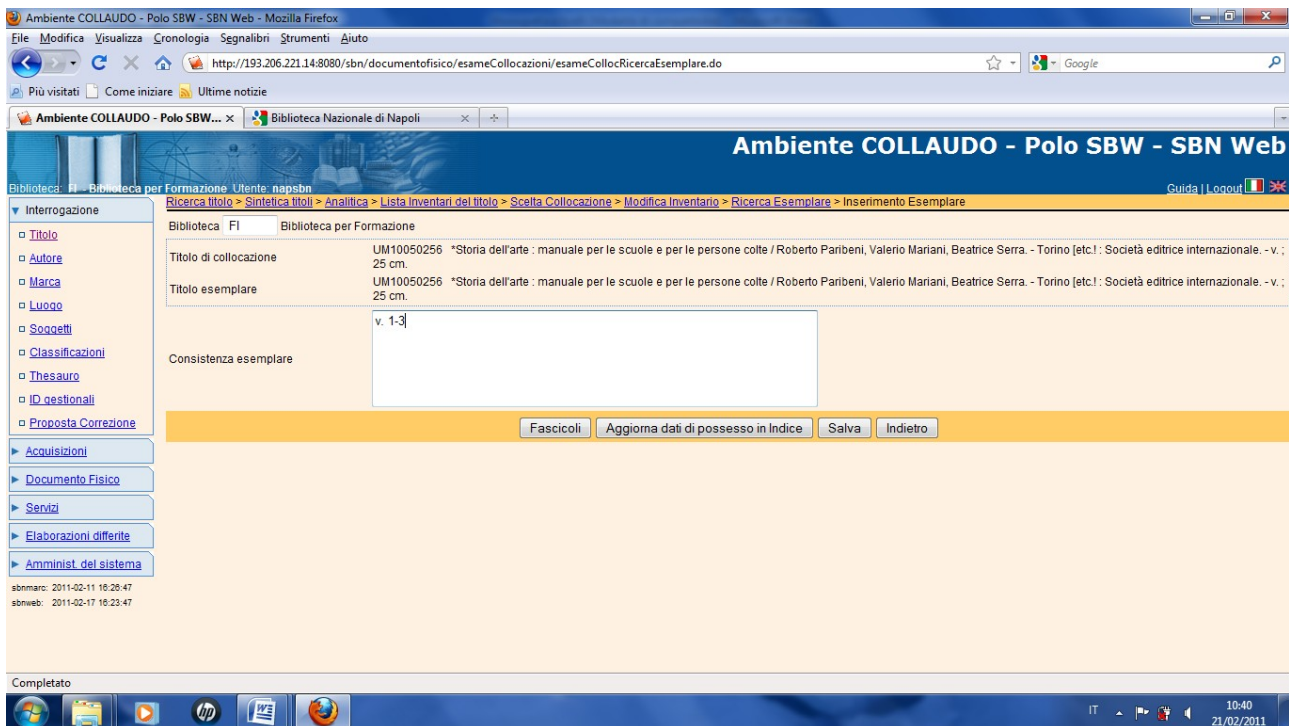 Ambiente COLLAUDO - Polo SBW - SBN Web - Mozilla Firefox
File Modifica Visualizza Cronologia Segnalibri Strumenti Aiuto
http://193.206.221.14:8080/sbn/documentofisico/esameCollocazioni/esameCollocRicercaEsemplare.do
Google
Più visitati Come iniziare Ultime notizie
Ambiente COLLAUDO - Polo SBW...
Biblioteca Nazionale di Napoli
Ambiente COLLAUDO - Polo SBW - SBN Web
Biblioteca: FI - Biblioteca per Formazione Utente: napsbn
Guida | Logout
Ricerca titolo > Sintetica titoli > Analitica > Lista Inventari del titolo > Scelta Collocazione > Modifica Inventario > Ricerca Esemplare > Inserimento Esemplare
Interrogazione
Titolo
Autore
Marca
Luogo
Soggetti
Classificazioni
Thesauro
ID gestionali
Proposta Correzione
Acquisizioni
Documento Fisico
Servizi
Elaborazioni differite
Amminist. del sistema
sbnmarc: 2011-02-11 16:26:47
sbnweb: 2011-02-17 16:23:47
Biblioteca FI Biblioteca per Formazione
Titolo di collocazione
UM10050256 *Storia dell'arte : manuale per le scuole e per le persone colte / Roberto Paribeni, Valerio Mariani, Beatrice Serra. - Torino [etc.! : Società editrice internazionale. - v. ;
25 cm.
Titolo esemplare
UM10050256 *Storia dell'arte : manuale per le scuole e per le persone colte / Roberto Paribeni, Valerio Mariani, Beatrice Serra. - Torino [etc.! : Società editrice internazionale. - v. ;
25 cm.
Consistenza esemplare
v. 1-3
Fascicoli Aggiorna dati di possesso in Indice Salva Indietro
Completato
hp
W
IT
10:40
21/02/2011